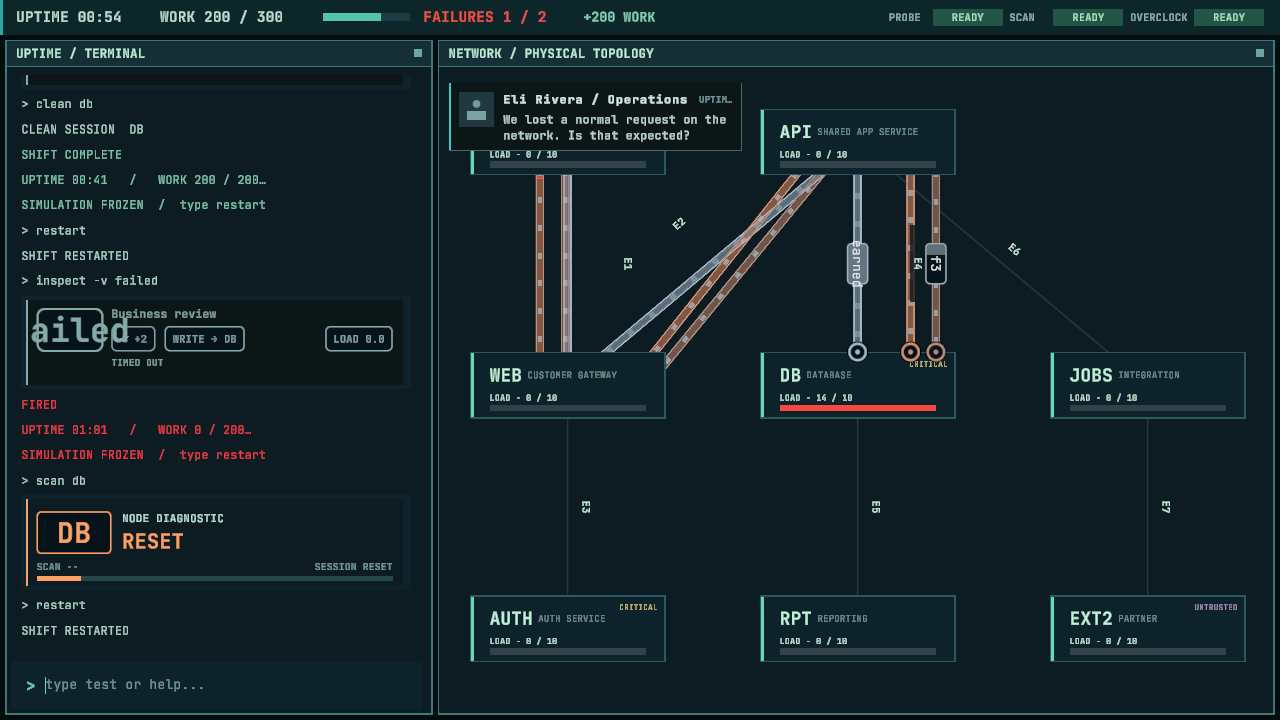 UPTIME 00:54 WORK 200 / 300 FAILURES 1 / 2 +200 WORK PROBE READY SCAN READY OVERCLOCK READY
UPTIME / TERMINAL
> clean db
CLEAN SESSION DB
SHIFT COMPLETE
UPTIME 00:41 / WORK 200 / 200…
SIMULATION FROZEN / type restart
> restart
SHIFT RESTARTED
> inspect -v failed
ailed
Business review
+2 WRITE → DB LOAD 0.0
TIMED OUT
FIRED
UPTIME 01:01 / WORK 0 / 200…
SIMULATION FROZEN / type restart
> scan db
DB
NODE DIAGNOSTIC
RESET
SCAN -- SESSION RESET
> restart
SHIFT RESTARTED
> type test or help...
NETWORK / PHYSICAL TOPOLOGY
Eli Rivera / Operations UPTIM…
We lost a normal request on the
network. Is that expected?
LOAD - 0 / 10
API SHARED APP SERVICE
LOAD - 0 / 10
E2
E1
earned
E4
f3
E6
WEB CUSTOMER GATEWAY
LOAD - 0 / 10
CRITICAL
DB DATABASE
LOAD - 14 / 10
JOBS INTEGRATION
LOAD - 0 / 10
E3
E5
E7
CRITICAL
AUTH AUTH SERVICE
LOAD - 0 / 10
RPT REPORTING
LOAD - 0 / 10
UNTRUSTED
EXT2 PARTNER
LOAD - 0 / 10